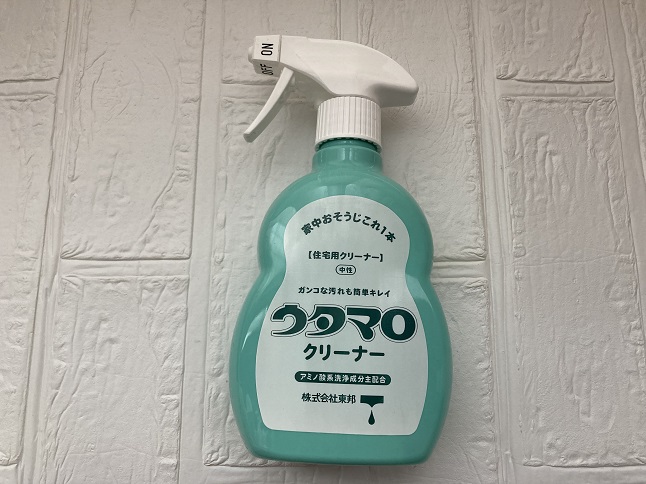 ON
OFF
家中おそうじこれ1本
【住宅用クリーナー】
中性
ガンコな汚れも簡単キレイ
ウタマロ
クリーナー
アミノ酸系洗浄成分主配合
株式会社東邦